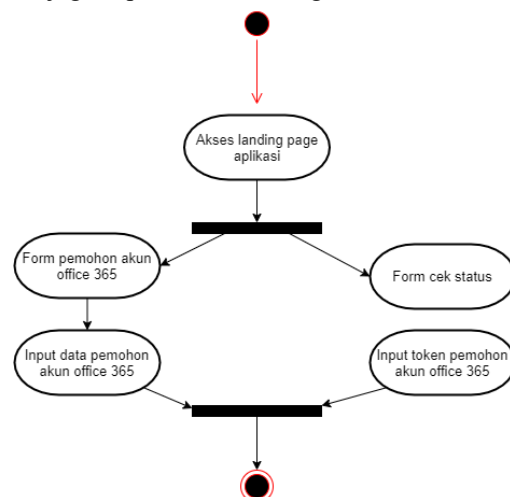 Akses landing page
aplikasi
Form pemohon akun
office 365
Form cek status
Input data pemohon
akun office 365
Input token pemohon
akun office 365